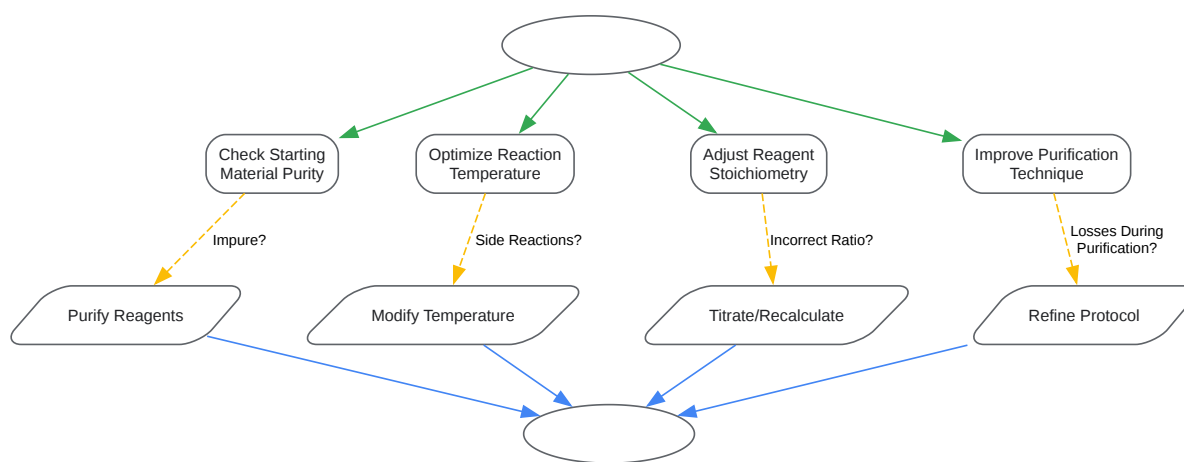 Check Starting
Material Purity
Optimize Reaction
Temperature
Adjust Reagent
Stoichiometry
Improve Purification
Technique
Impure?
Side Reactions?
Incorrect Ratio?
Losses During
Purification?
Purify Reagents
Modify Temperature
Titrate/Recalculate
Refine Protocol